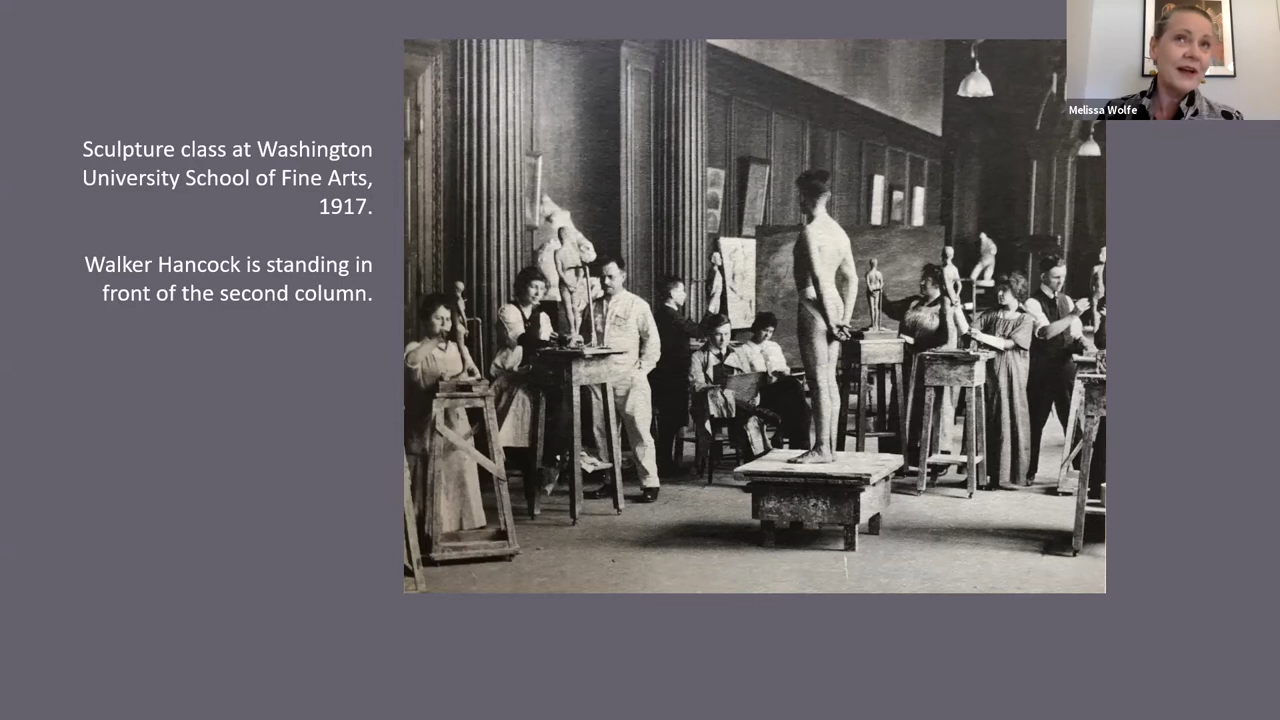 Sculpture class at Washington
University School of Fine Arts,
1917.
Walker Hancock is standing in
front of the second column.
Melissa Wolfe